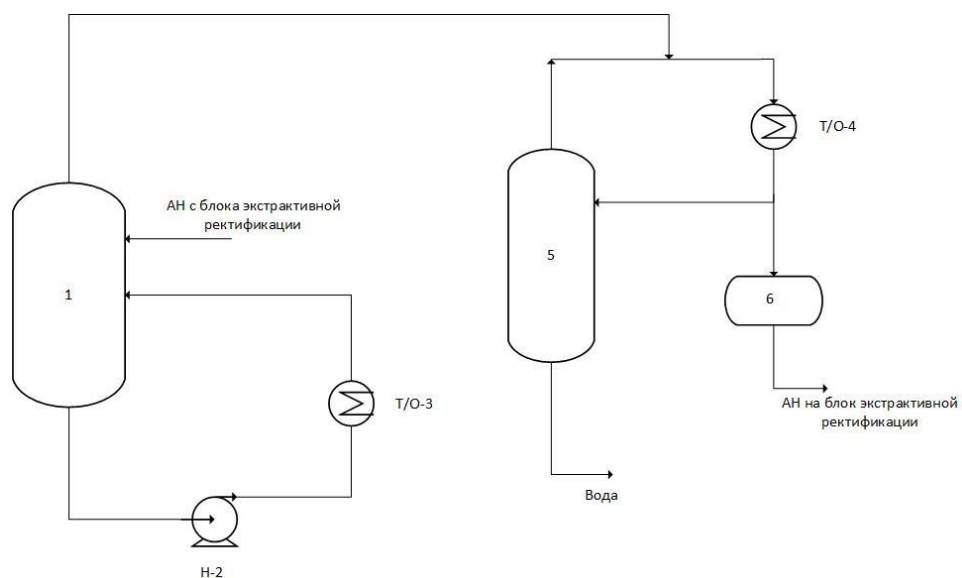 Т/О-4
АН с блока экстрактивной
ректификации
5
1
6
Т/О-3
АН на блок экстрактивной
ректификации
Вода
Н-2